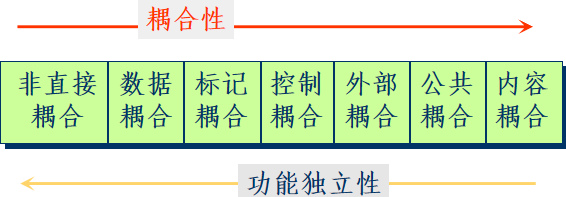 耦合性
非直接 数据 标记 控制 外部 公共 内容
耦合 耦合 耦合 耦合 耦合 耦合 耦合
功能独立性